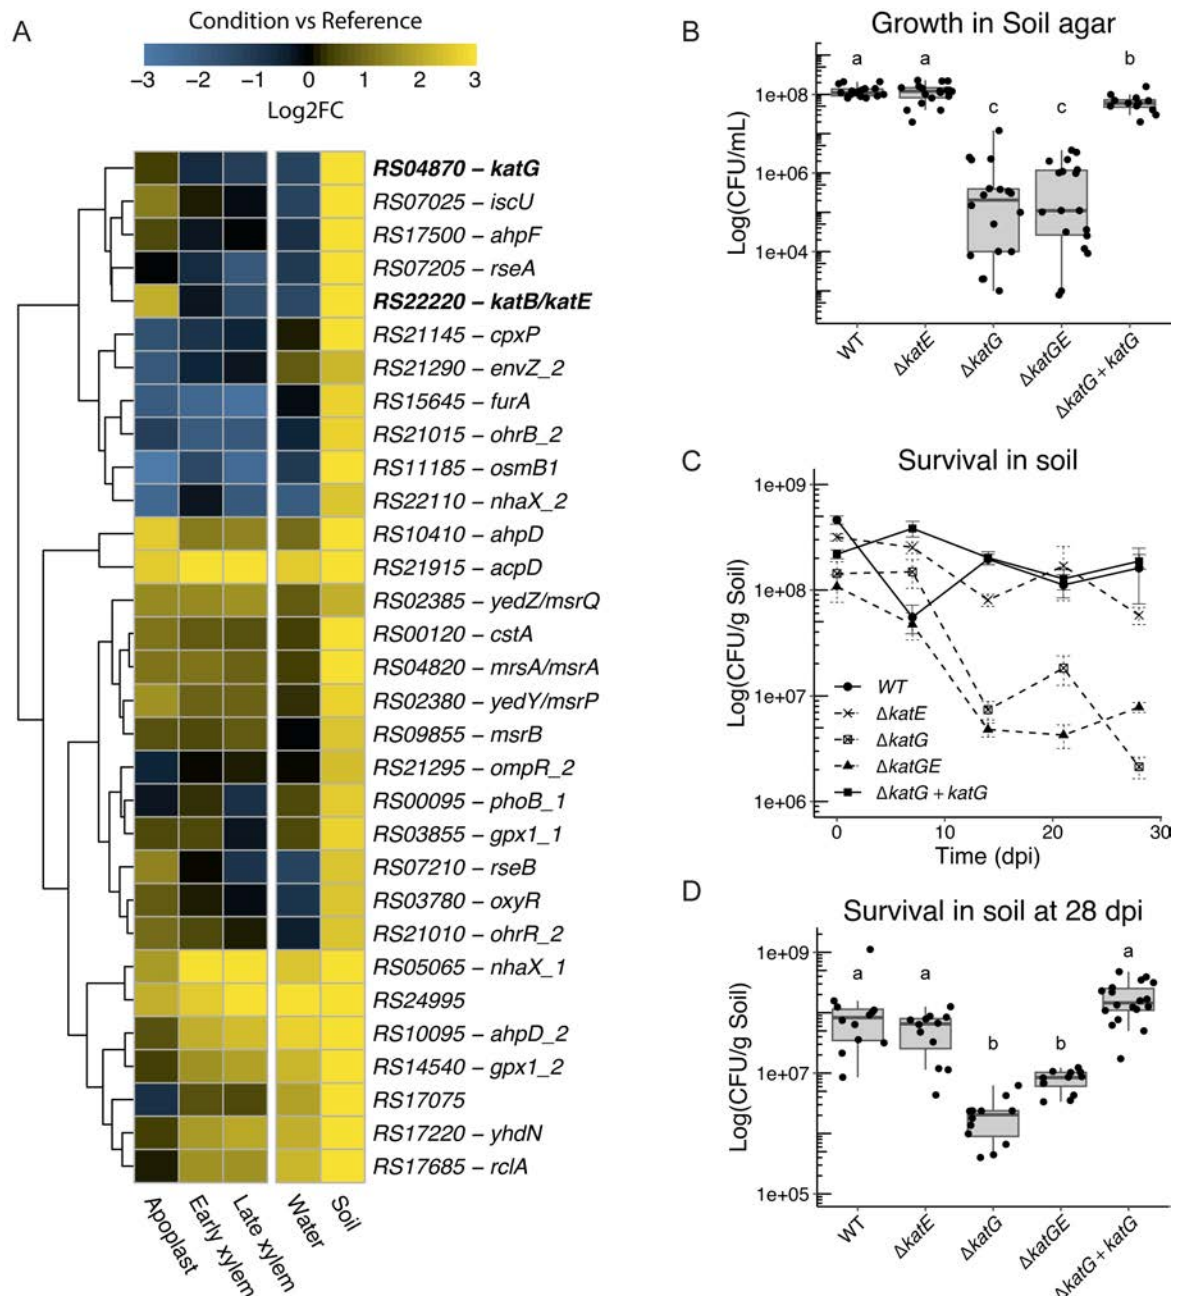 A
Condition vs Reference
−3 −2 −1 0 1 2 3
Log2FC
RS04870 – katG
RS07025 – iscU
RS17500 – ahpF
RS07205 – rseA
RS22220 – katB/katE
RS21145 – cpxP
RS21290 – envZ_2
RS15645 – furA
RS21015 – ohrB_2
RS11185 – osmB1
RS22110 – nhaX_2
RS10410 – ahpD
RS21915 – acpD
RS02385 – yedZ/msrQ
RS00120 – cstA
RS04820 – mrsA/msrA
RS02380 – yedY/msrP
RS09855 – msrB
RS21295 – ompR_2
RS00095 – phoB_1
RS03855 – gpx1_1
RS07210 – rseB
RS03780 – oxyR
RS21010 – ohrR_2
RS05065 – nhaX_1
RS24995
RS10095 – ahpD_2
RS14540 – gpx1_2
RS17075
RS17220 – yhdN
RS17685 – rclA
Apoplast
Early xylem
Late xylem
Water
Soil
B
Growth in Soil agar
Log(CFU/mL)
1e+08
1e+06
1e+04
a a c c b
WT
ΔkatE
ΔkatG
ΔkatGE
ΔkatG + katG
C
Survival in soil
Log(CFU/g Soil)
1e+09
1e+08
1e+07
1e+06
WT
ΔkatE
ΔkatG
ΔkatGE
ΔkatG + katG
0 10 20 30
Time (dpi)
D
Survival in soil at 28 dpi
Log(CFU/g Soil)
1e+09
1e+07
1e+05
a a b b a
WT
ΔkatE
ΔkatG
ΔkatGE
ΔkatG + katG